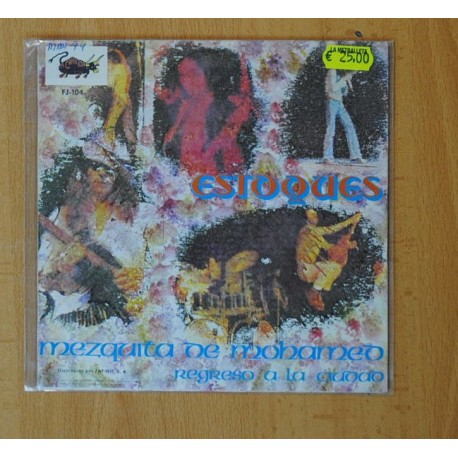 LA METRALLETA
€ 25,00
FJ-104
ESTOQUES
mezquita de mohamed
regreso a la ciudad